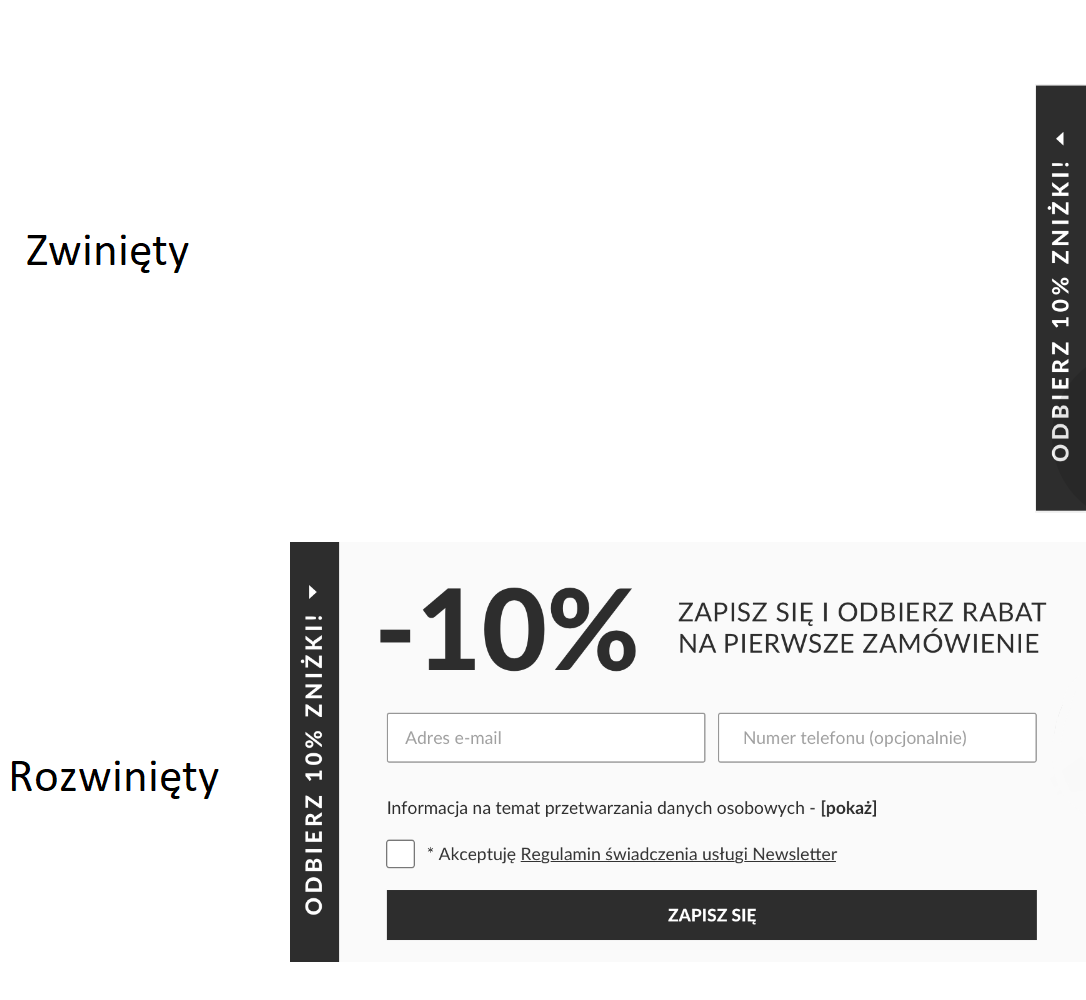 Zwinięty
ODBIERZ 10% ZNIŻKI!
Rozwinięty
ODBIERZ 10% ZNIŻKI!
-10%
ZAPISZ SIĘ I ODBIERZ RABAT
NA PIERWSZE ZAMÓWIENIE
Adres e-mail
Numer telefonu (opcjonalnie)
Informacja na temat przetwarzania danych osobowych - [pokaż]
* Akceptuję Regulamin świadczenia usługi Newsletter
ZAPISZ SIĘ